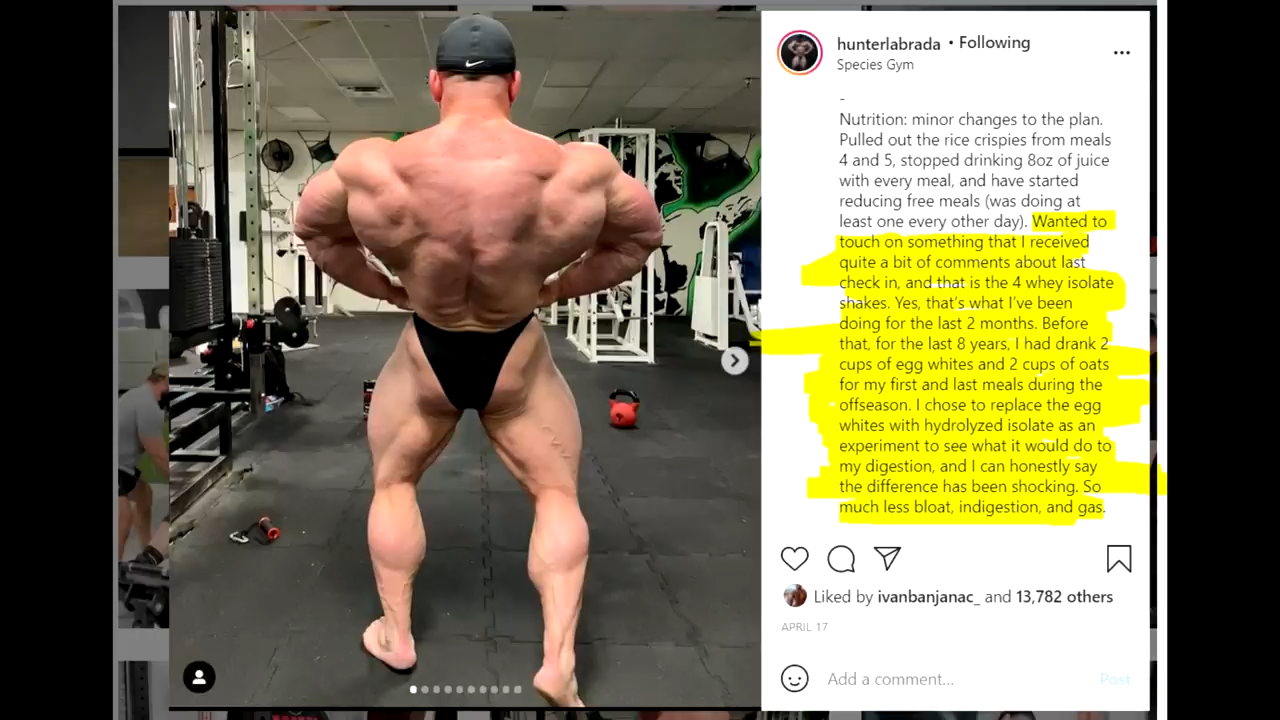 hunterlabrada • Following
Species Gym
-
Nutrition: minor changes to the plan.
Pulled out the rice crispies from meals
4 and 5, stopped drinking 8oz of juice
with every meal, and have started
reducing free meals (was doing at
least one every other day). Wanted to
touch on something that I received
quite a bit of comments about last
check in, and that is the 4 whey isolate
shakes. Yes, that's what I've been
doing for the last 2 months. Before
that, for the last 8 years, I had drank 2
cups of egg whites and 2 cups of oats
for my first and last meals during the
offseason. I chose to replace the egg
whites with hydrolyzed isolate as an
experiment to see what it would do to
my digestion, and I can honestly say
the difference has been shocking. So
much less bloat, indigestion, and gas.
Liked by ivanbanjanac_ and 13,782 others
APRIL 17
Add a comment... Post